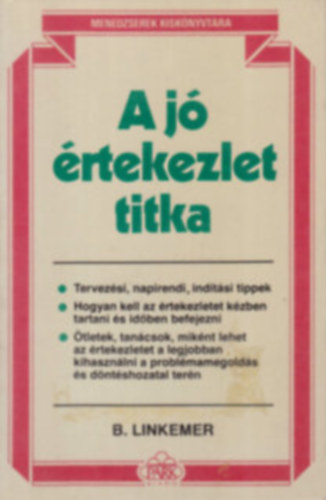 MENEDZSEREK KISKÖNYVTÁRA
A jó
értekezlet
titka
Tervezési, napirendi, indítási tippek
Hogyan kell az értekezletet kézben
tartani és időben befejezni
Ötletek, tanácsok, miként lehet
az értekezletet a legjobban
kihasználni a problémamegoldás
és döntéshozatal terén
B. LINKEMER